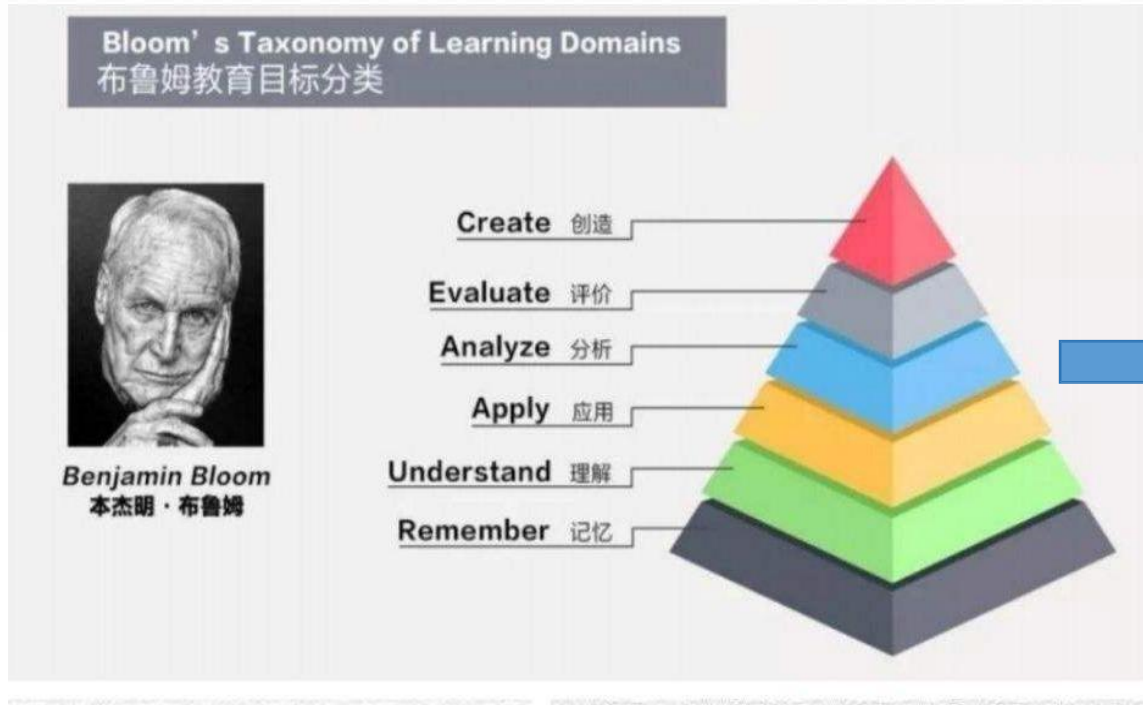 Bloom’s Taxonomy of Learning Domains
布鲁姆教育目标分类
Create 创造
Evaluate 评价
Analyze 分析
Apply 应用
Understand 理解
Remember 记忆
Benjamin Bloom
本杰明·布鲁姆